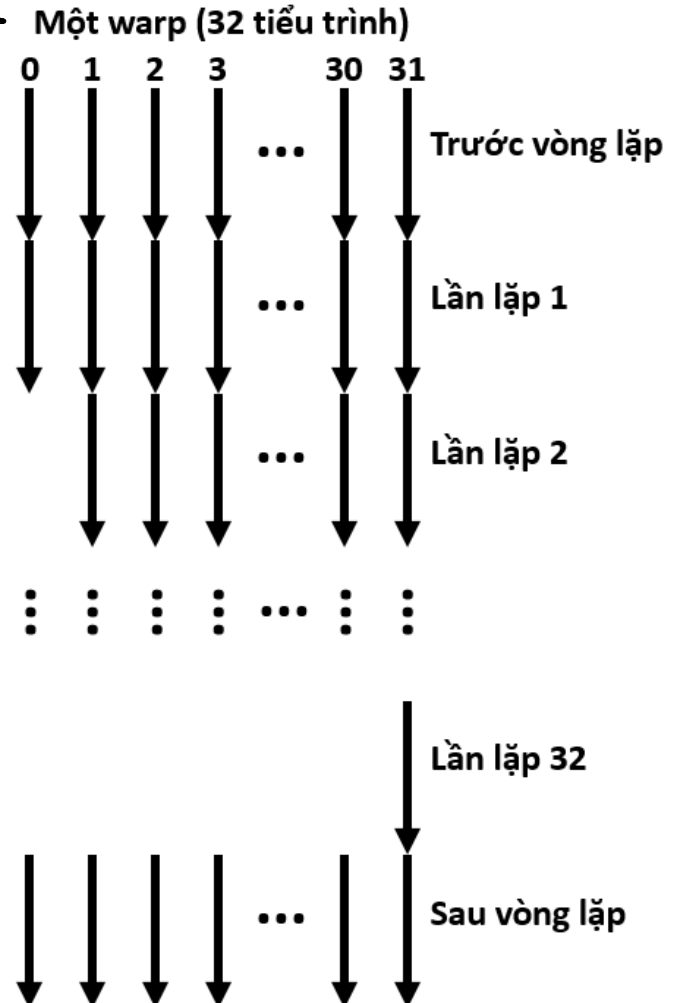 Một warp (32 tiểu trình)
0 1 2 3 ... 30 31
Trước vòng lặp
...
Lần lặp 1
...
Lần lặp 2
...
...
Lần lặp 32
Sau vòng lặp
...